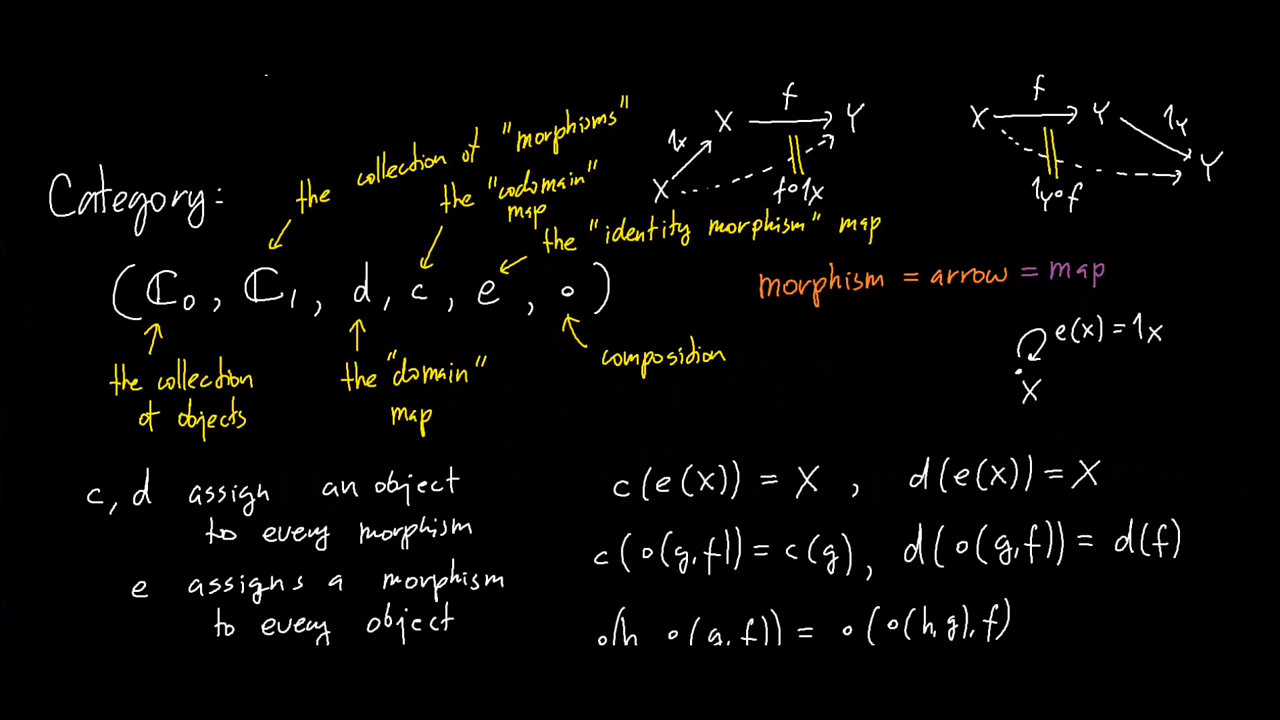 Category:
the collection of "morphisms"
the "codomain"
map
the "identity morphism" map
(ℂ₀, ℂ₁, d, c, e, ∘)
the collection
of objects
the "domain"
map
composition
1x
X
f
Y
X
f∘1x
f
X
Y
1Y
Y
1Y∘f
morphism = arrow = map
e(x) = 1x
X
c, d assign an object
to every morphism
e assigns a morphism
to every object
c(e(x)) = X , d(e(x)) = X
c(∘(g,f)) = c(g), d(∘(g,f)) = d(f)
∘(h ∘(g,f)) = ∘(∘(h,g),f)